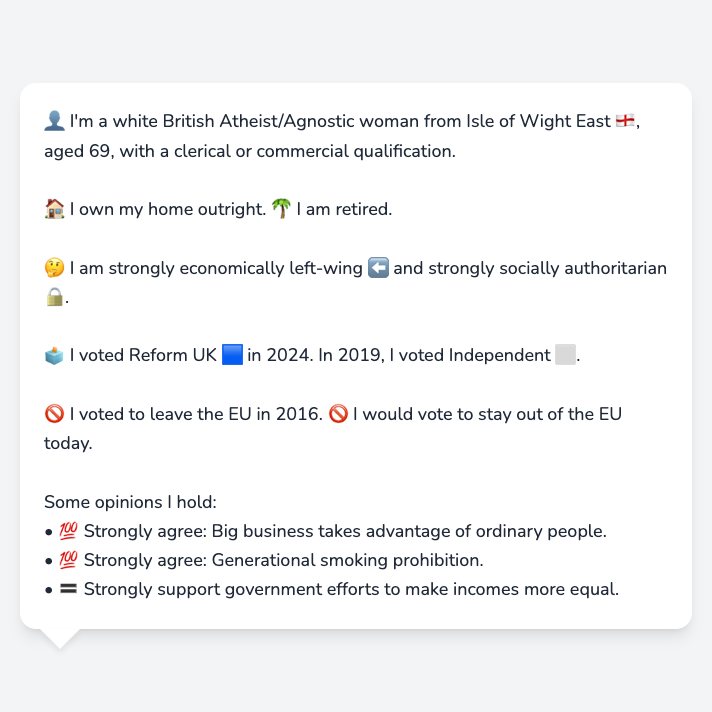 👤 I'm a white British Atheist/Agnostic woman from Isle of Wight East 🏴󠁧󠁢󠁥󠁮󠁧󠁿,
aged 69, with a clerical or commercial qualification.
🏠 I own my home outright. 🌴 I am retired.
🤔 I am strongly economically left-wing ⬅️ and strongly socially authoritarian
🔒.
🗳️ I voted Reform UK 🟦 in 2024. In 2019, I voted Independent ⬜.
🚫 I voted to leave the EU in 2016. 🚫 I would vote to stay out of the EU
today.
Some opinions I hold:
• 💯 Strongly agree: Big business takes advantage of ordinary people.
• 💯 Strongly agree: Generational smoking prohibition.
• 🟰 Strongly support government efforts to make incomes more equal.